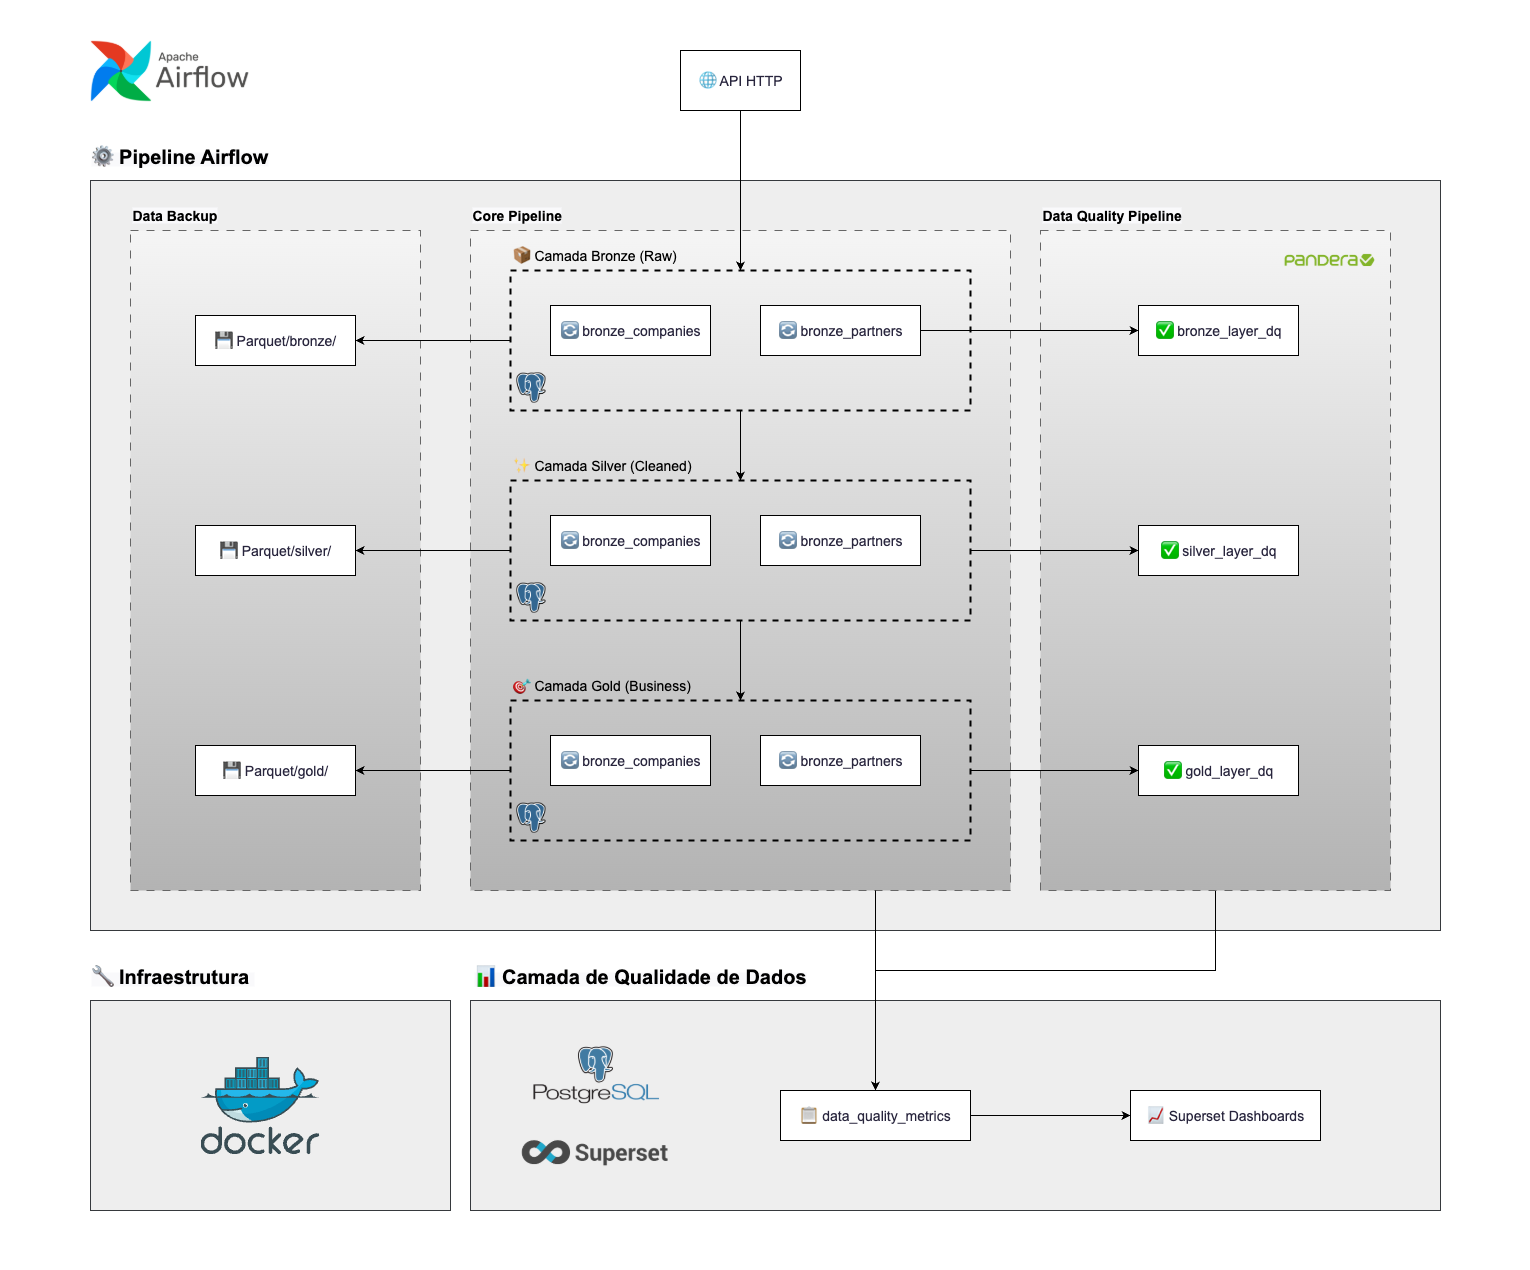 Apache
Airflow
API HTTP
Pipeline Airflow
Data Backup
Core Pipeline
Data Quality Pipeline
Camada Bronze (Raw)
PANDERA
bronze_companies
bronze_partners
bronze_layer_dq
Parquet/bronze/
Camada Silver (Cleaned)
bronze_companies
bronze_partners
silver_layer_dq
Parquet/silver/
Camada Gold (Business)
bronze_companies
bronze_partners
gold_layer_dq
Parquet/gold/
Infraestrutura
Camada de Qualidade de Dados
docker
PostgreSQL
Superset
data_quality_metrics
Superset Dashboards